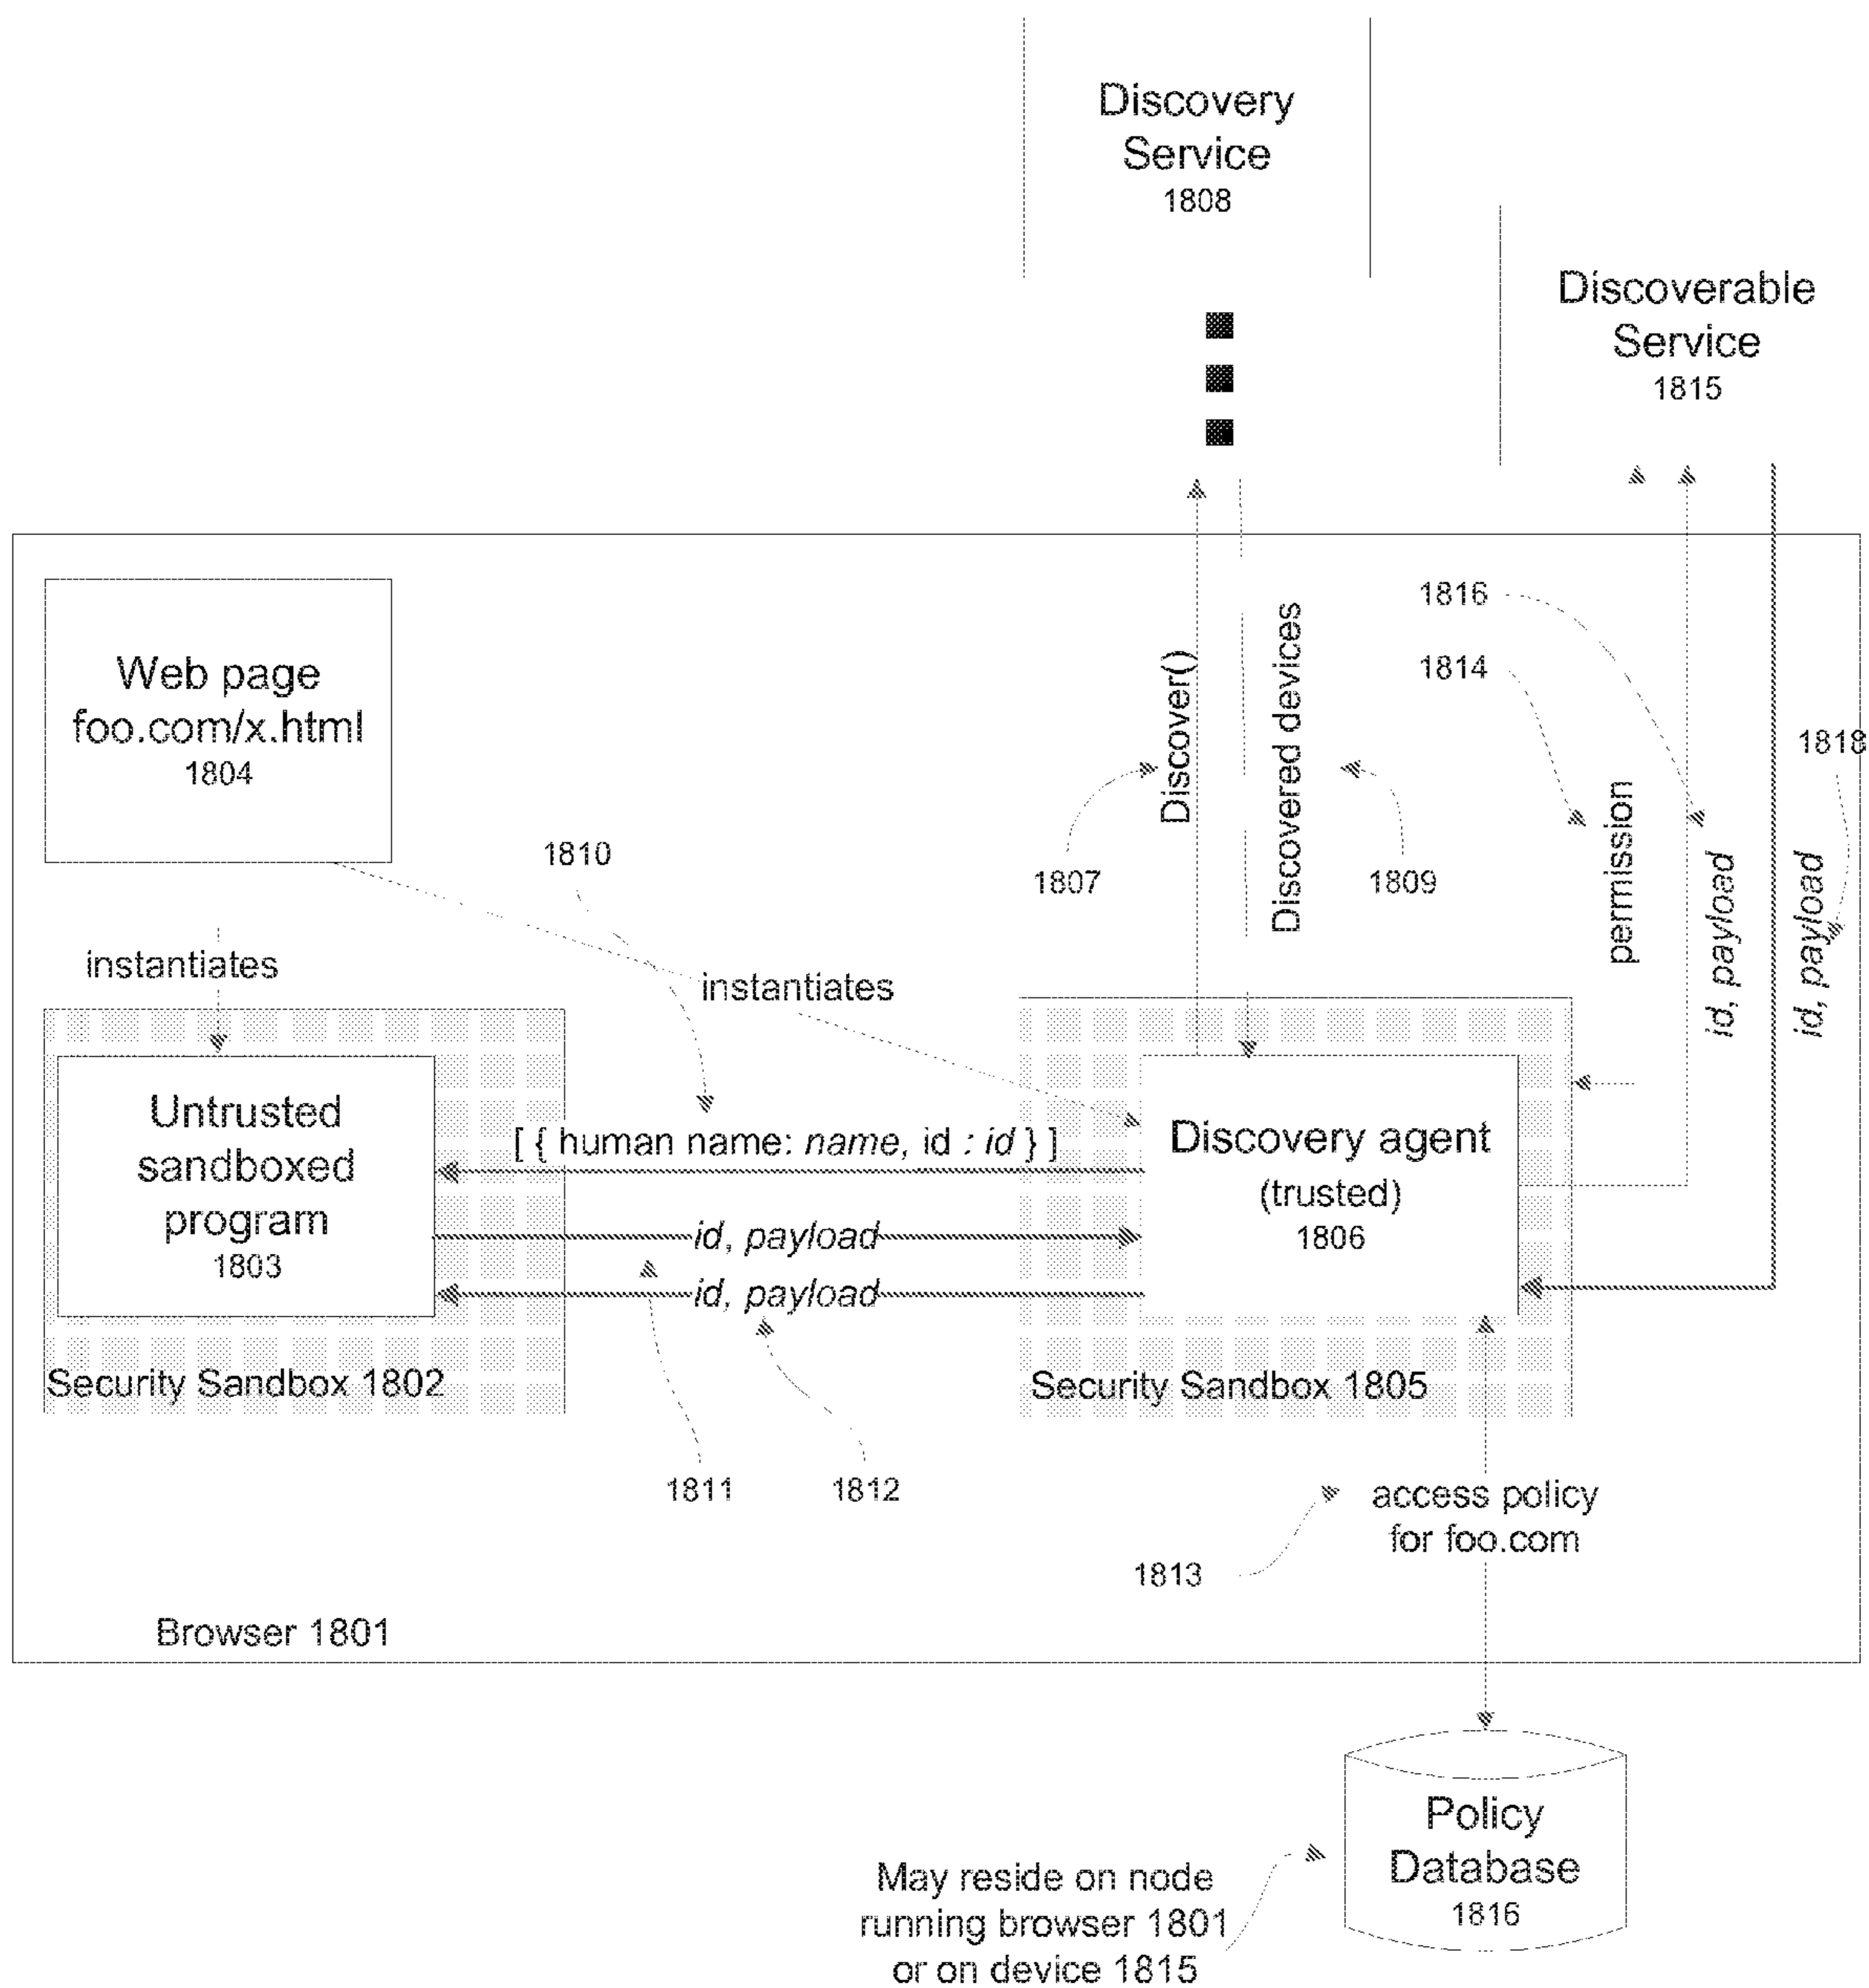 Discovery
Service
1808
Discoverable
Service
1815
Web page
foo.com/x.html
1804
1816
1814
1818
Discover()
Discovered devices
permission
id, payload
id, payload
1807
1809
1810
instantiates
instantiates
Untrusted
sandboxed
program
1803
[ { human name: name, id : id } ]
id, payload
id, payload
Discovery agent
(trusted)
1806
Security Sandbox 1802
Security Sandbox 1805
1811
1812
access policy
for foo.com
1813
Browser 1801
Policy
Database
1816
May reside on node
running browser 1801
or on device 1815